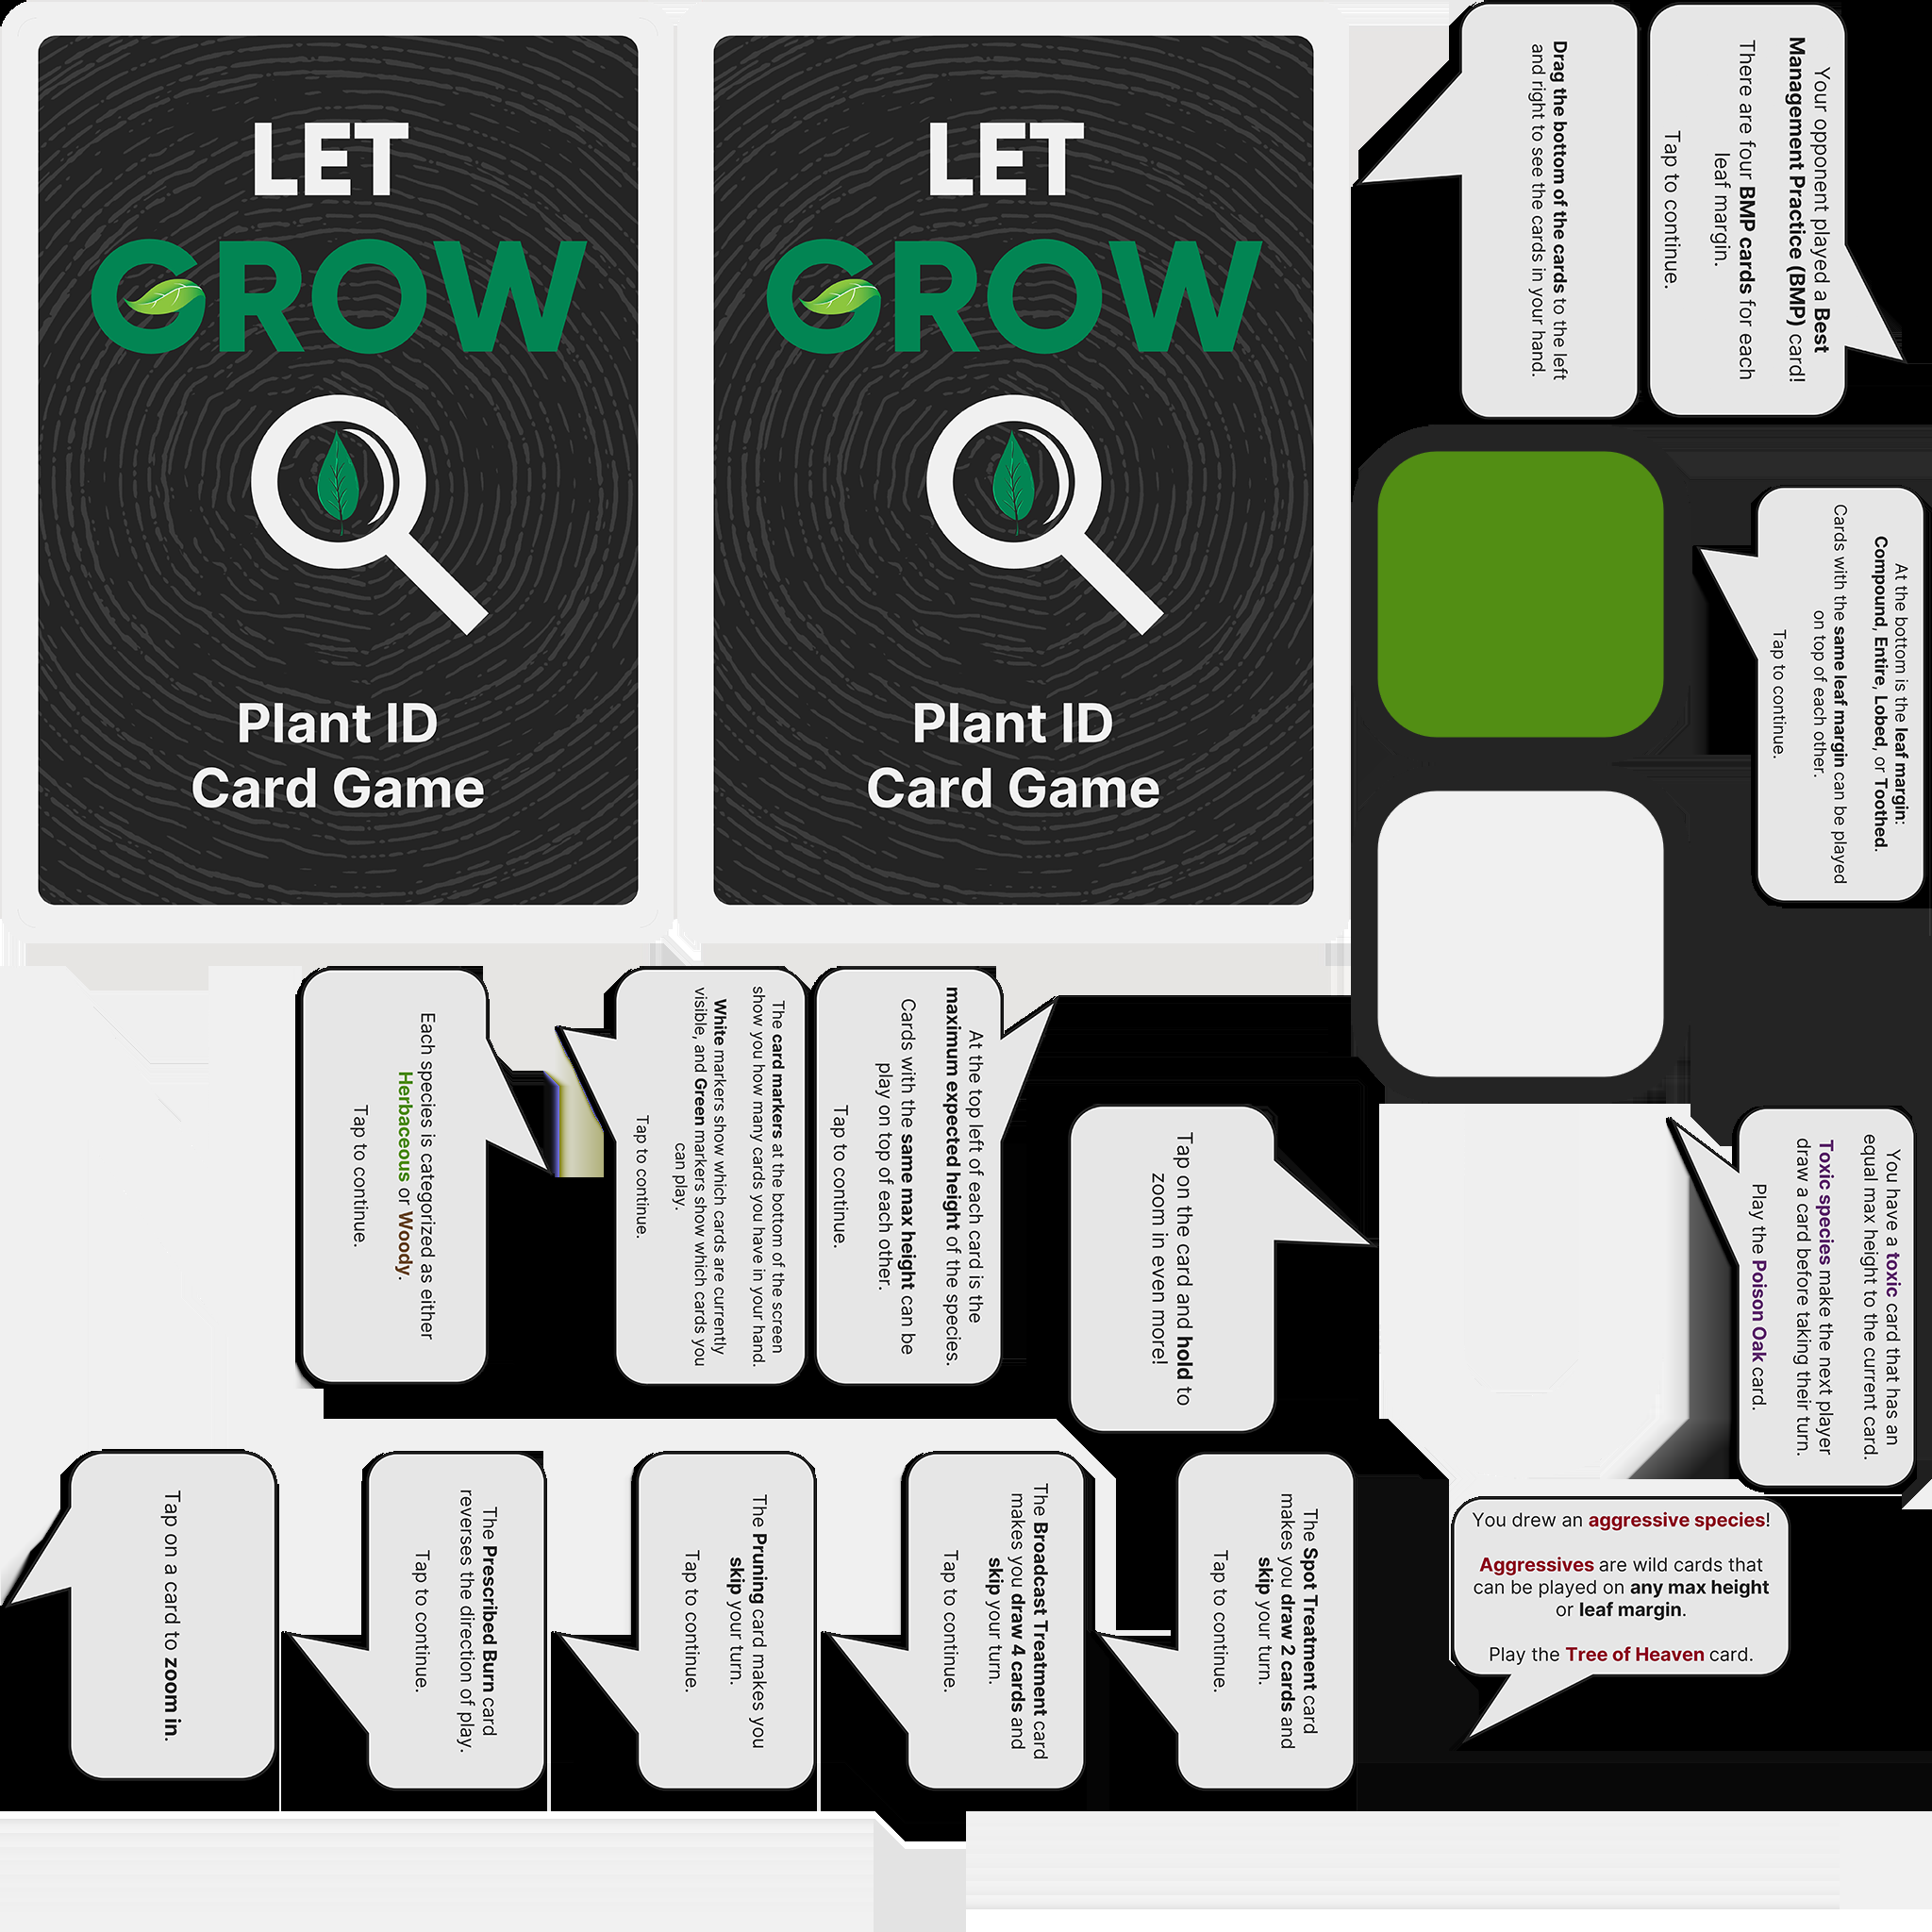 LET
GROW
Plant ID
Card Game
LET
GROW
Plant ID
Card Game
Drag the bottom of the cards to the left
and right to see the cards in your hand.
Your opponent played a Best
Management Practice (BMP) card!
There are four BMP cards for each
leaf margin.
Tap to continue.
At the bottom is the leaf margin:
Compound, Entire, Lobed, or Toothed.
Cards with the same leaf margin can be played
on top of each other.
Tap to continue.
Each species is categorized as either
Herbaceous or Woody.
Tap to continue.
The card markers at the bottom of the screen
show you how many cards you have in your hand.
White markers show which cards are currently
visible, and Green markers show which cards you
can play.
Tap to continue.
At the top left of each card is the
maximum expected height of the species.
Cards with the same max height can be
play on top of each other.
Tap to continue.
Tap on the card and hold to
zoom in even more!
You have a toxic card that has an
equal max height to the current card.
Toxic species make the next player
draw a card before taking their turn.
Play the Poison Oak card.
Tap on a card to zoom in.
The Prescribed Burn card
reverses the direction of play.
Tap to continue.
The Pruning card makes you
skip your turn.
Tap to continue.
The Broadcast Treatment card
makes you draw 4 cards and
skip your turn.
Tap to continue.
The Spot Treatment card
makes you draw 2 cards and
skip your turn.
Tap to continue.
You drew an aggressive species!
Aggressives are wild cards that
can be played on any max height
or leaf margin.
Play the Tree of Heaven card.